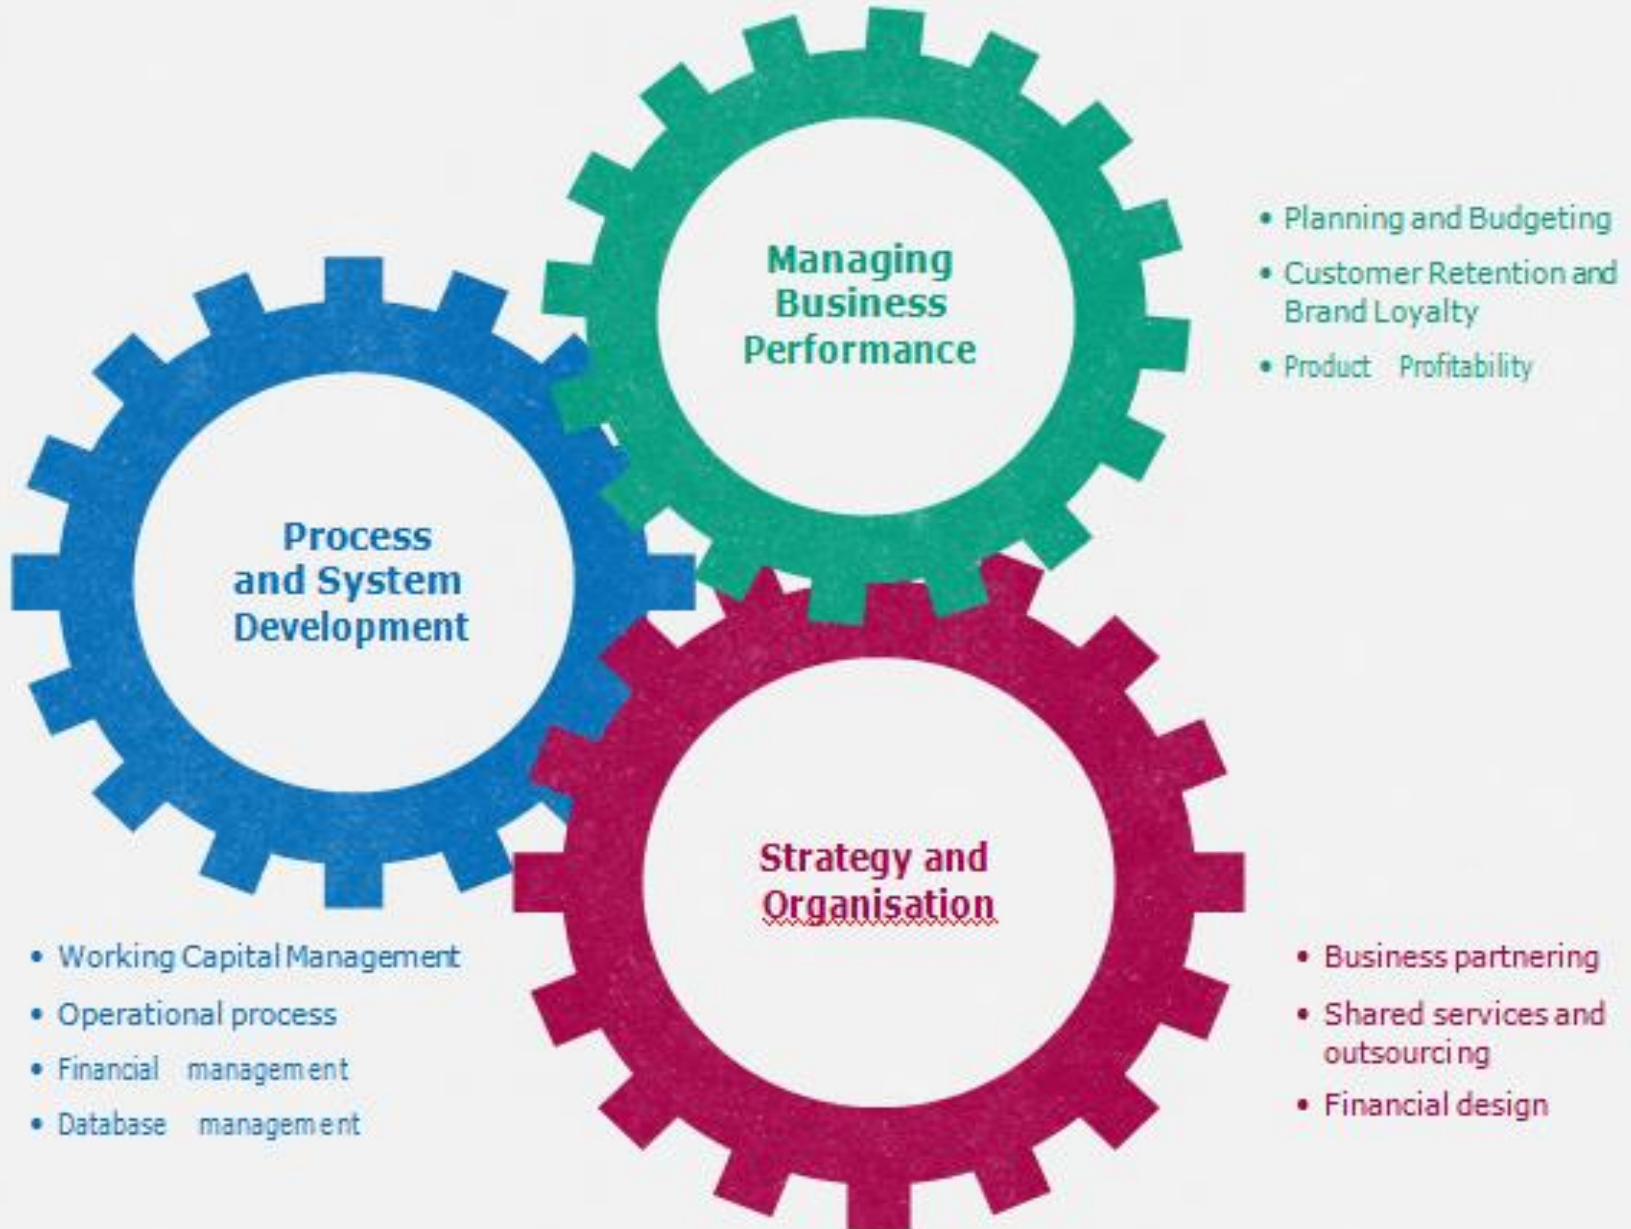 Managing
Business
Performance
• Planning and Budgeting
• Customer Retention and
Brand Loyalty
• Product Profitability
Process
and System
Development
• Working Capital Management
• Operational process
• Financial management
• Database management
Strategy and
Organisation
• Business partnering
• Shared services and
outsourcing
• Financial design